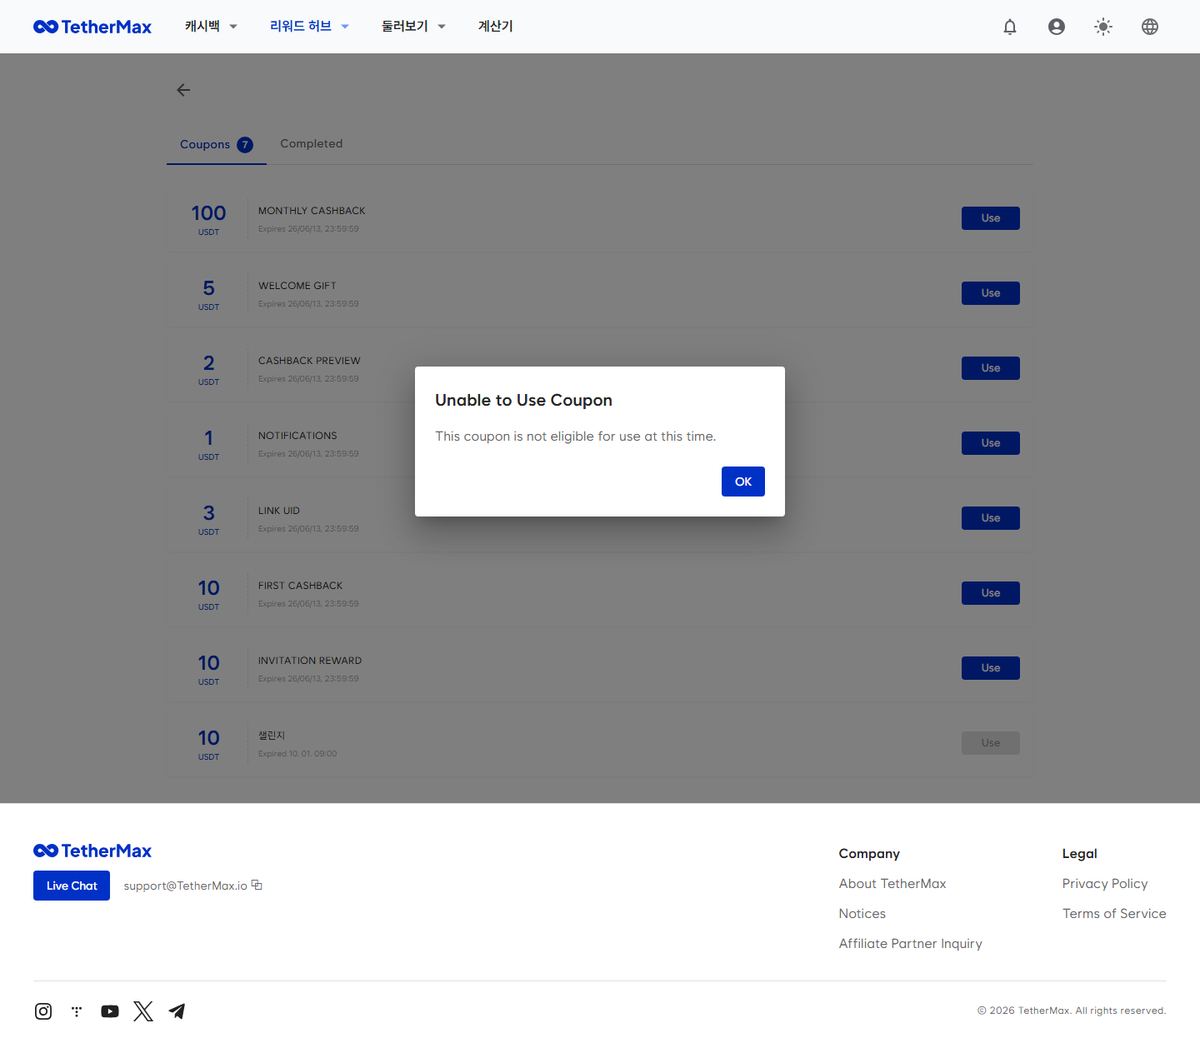 TetherMax 캐시백 리워드 허브 둘러보기 계산기
Coupons 7 Completed
100 USDT
MONTHLY CASHBACK
Expires 26/06/13, 23:59:59
Use
5 USDT
WELCOME GIFT
Expires 26/06/13, 23:59:59
Use
2 USDT
CASHBACK PREVIEW
Expires 26/06/13, 23:59:59
Use
1 USDT
NOTIFICATIONS
Expires 26/06/13, 23:59:59
Use
3 USDT
LINK UID
Expires 26/06/13, 23:59:59
Use
10 USDT
FIRST CASHBACK
Expires 26/06/13, 23:59:59
Use
10 USDT
INVITATION REWARD
Expires 26/06/13, 23:59:59
Use
10 USDT
챌린지
Expired 10. 01. 09:00
Use
Unable to Use Coupon
This coupon is not eligible for use at this time.
OK
TetherMax
Live Chat support@TetherMax.io
Company
About TetherMax
Notices
Affiliate Partner Inquiry
Legal
Privacy Policy
Terms of Service
© 2026 TetherMax. All rights reserved.